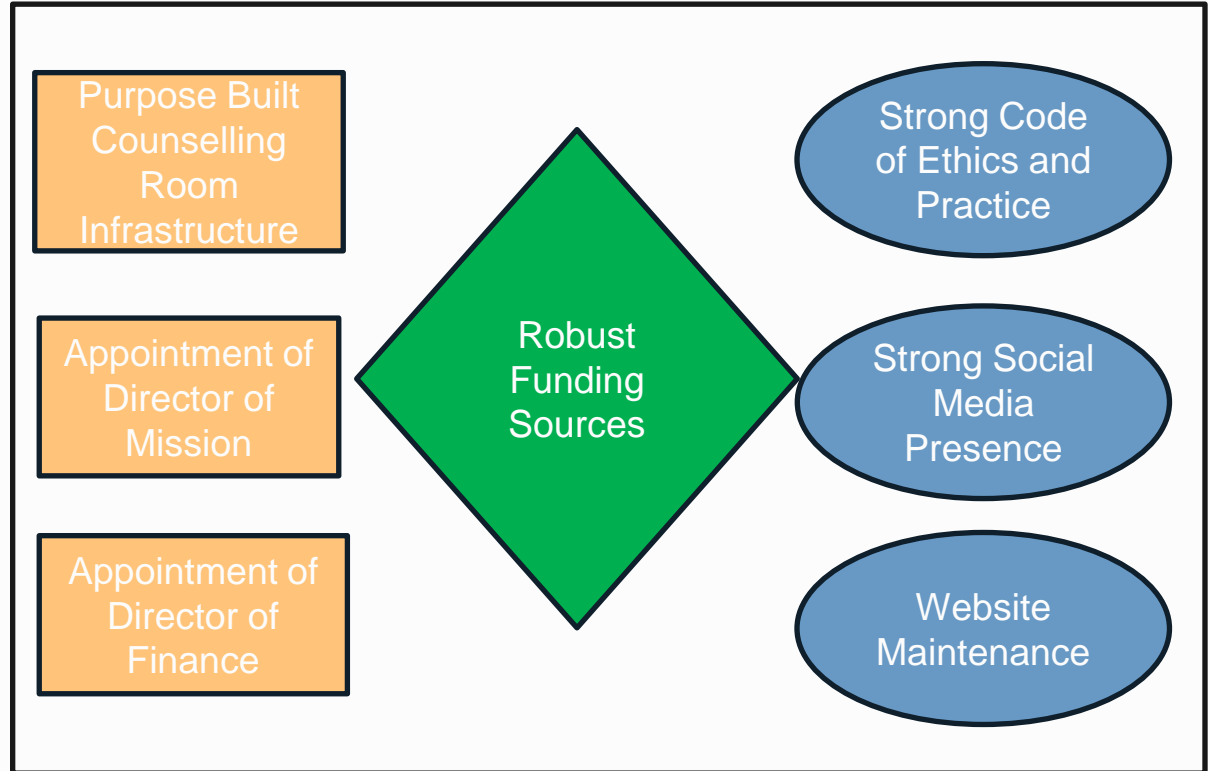 Purpose Built
Counselling
Room
Infrastructure
Appointment of
Director of
Mission
Appointment of
Director of
Finance
Robust
Funding
Sources
Strong Code
of Ethics and
Practice
Strong Social
Media
Presence
Website
Maintenance